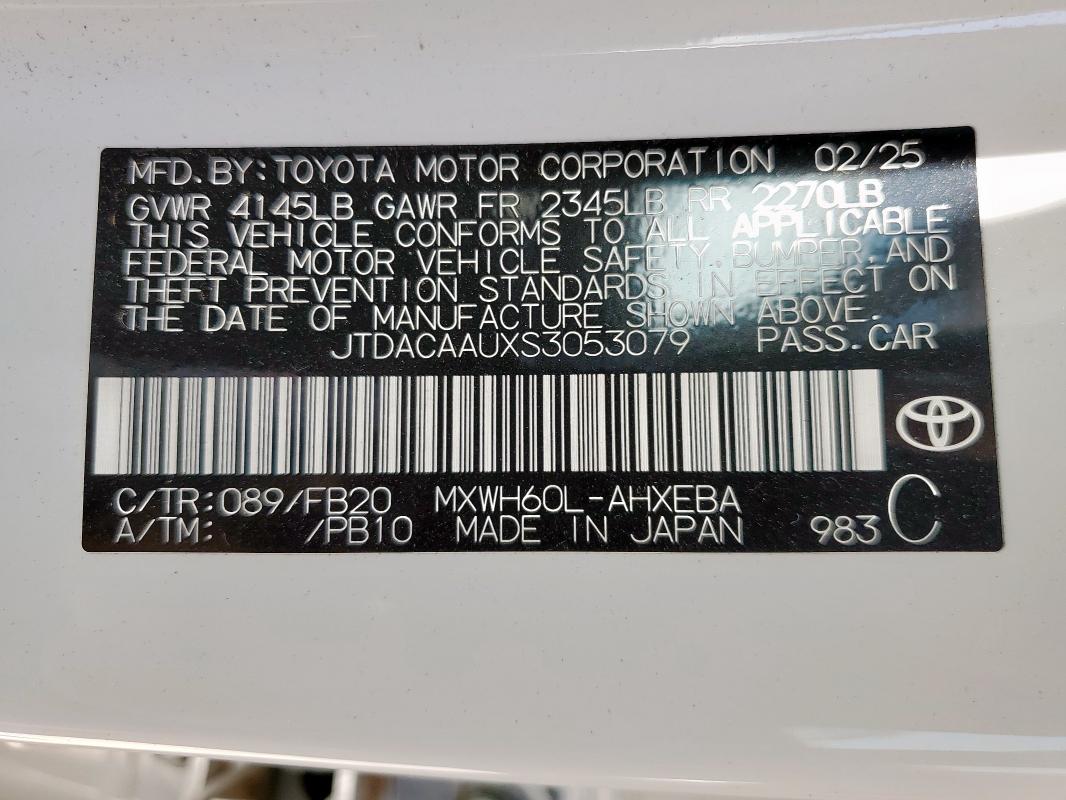 MFD. BY: TOYOTA MOTOR CORPORATION 02/25
GVWR 4145LB GAWR FR 2345LB RR 2270LB
THIS VEHICLE CONFORMS TO ALL APPLICABLE
FEDERAL MOTOR VEHICLE SAFETY, BUMPER, AND
THEFT PREVENTION STANDARDS IN EFFECT ON
THE DATE OF MANUFACTURE SHOWN ABOVE.
JTDACAAUXS3053079 PASS. CAR
C/TR: 089/FB20 MXWH60L-AHXEBA
A/TM: /PB10 MADE IN JAPAN 983 C